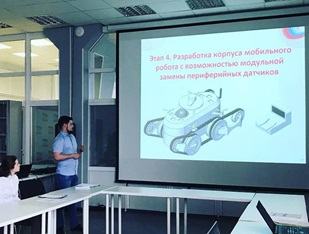 Этап 4. Разработка корпуса мобильного
робота с возможностью модульной
замены периферийных датчиков